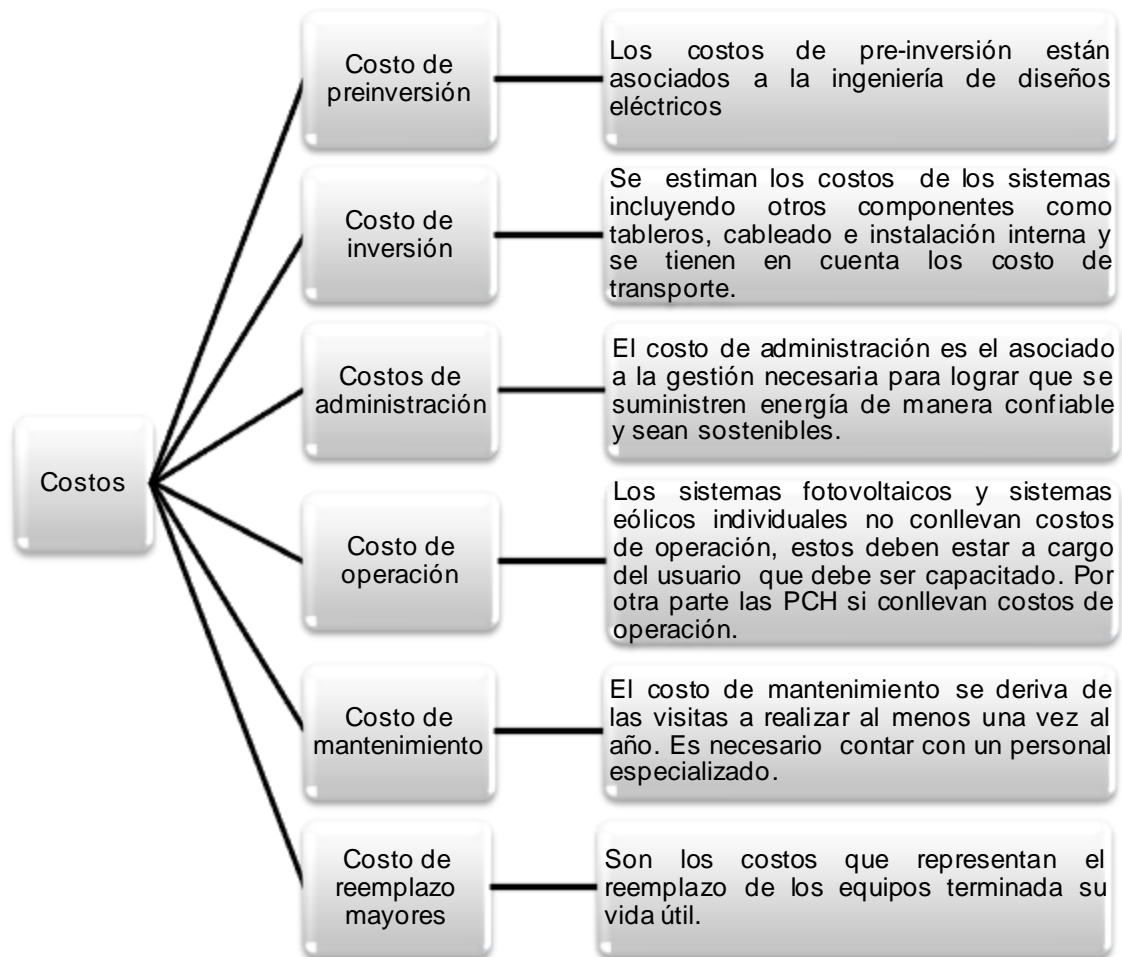 Costos
Costo de
preinversión
Los costos de pre-inversión están
asociados a la ingeniería de diseños
eléctricos
Costo de
inversión
Se estiman los costos de los sistemas
incluyendo otros componentes como
tableros, cableado e instalación interna y
se tienen en cuenta los costo de
transporte.
Costos de
administración
El costo de administración es el asociado
a la gestión necesaria para lograr que se
suministren energía de manera confiable
y sean sostenibles.
Costo de
operación
Los sistemas fotovoltaicos y sistemas
eólicos individuales no conllevan costos
de operación, estos deben estar a cargo
del usuario que debe ser capacitado. Por
otra parte las PCH si conllevan costos de
operación.
Costo de
mantenimiento
El costo de mantenimiento se deriva de
las visitas a realizar al menos una vez al
año. Es necesario contar con un personal
especializado.
Costo de
reemplazo
mayores
Son los costos que representan el
reemplazo de los equipos terminada su
vida útil.